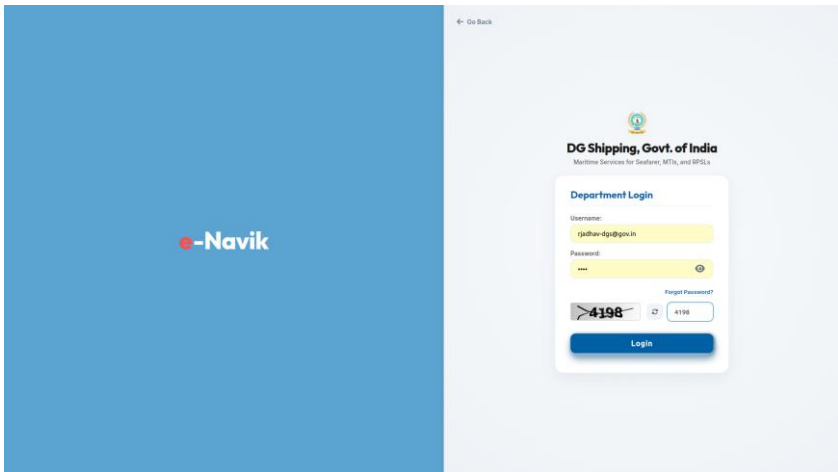 ← Go Back
DG Shipping, Govt. of India
Maritime Services for Seafarer, MTIs, and RPSLs
e-Navik
Department Login
Username:
rjadhav-dgs@gov.in
Password:
••••
Forgot Password?
4198
4198
Login